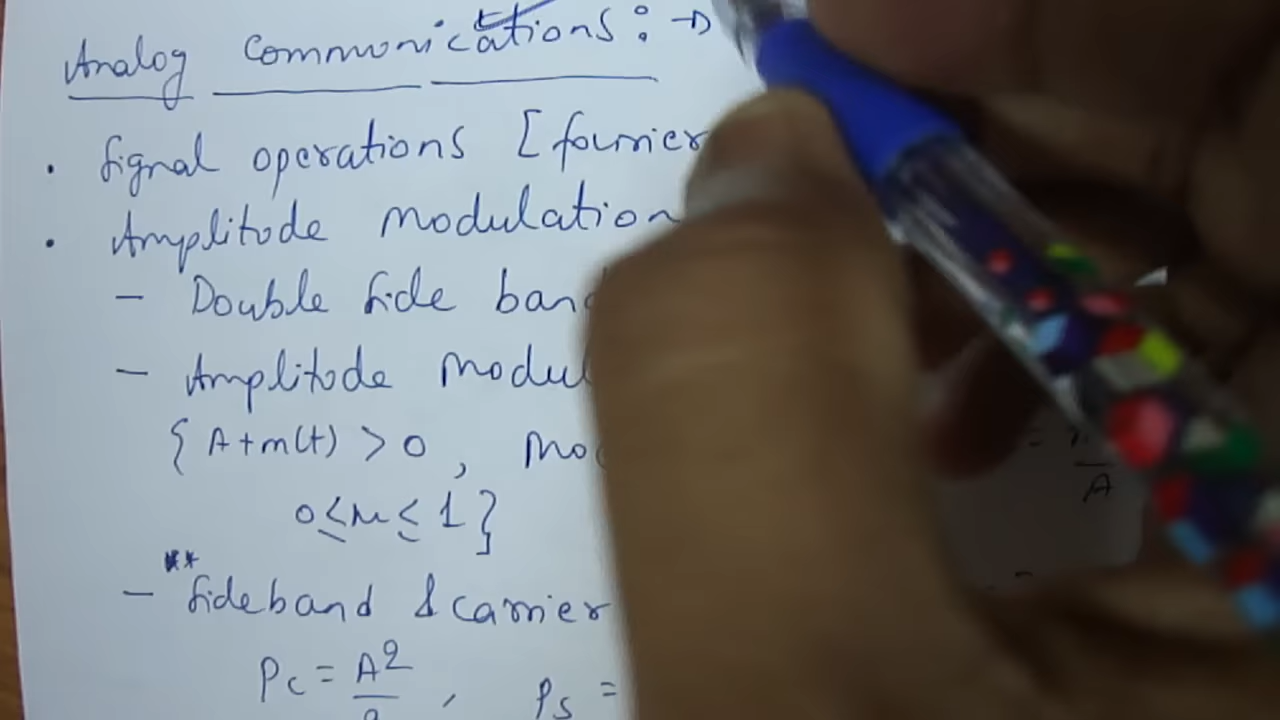 Analog Communications : →
• Signal operations [fourrier
• Amplitude modulation
- Double side ban
- Amplitude modul
{ A+m(t) > 0 , mo
0 ≤ μ ≤ 1 }
- ** Sideband & carrier
Pc = A² , Ps =
A